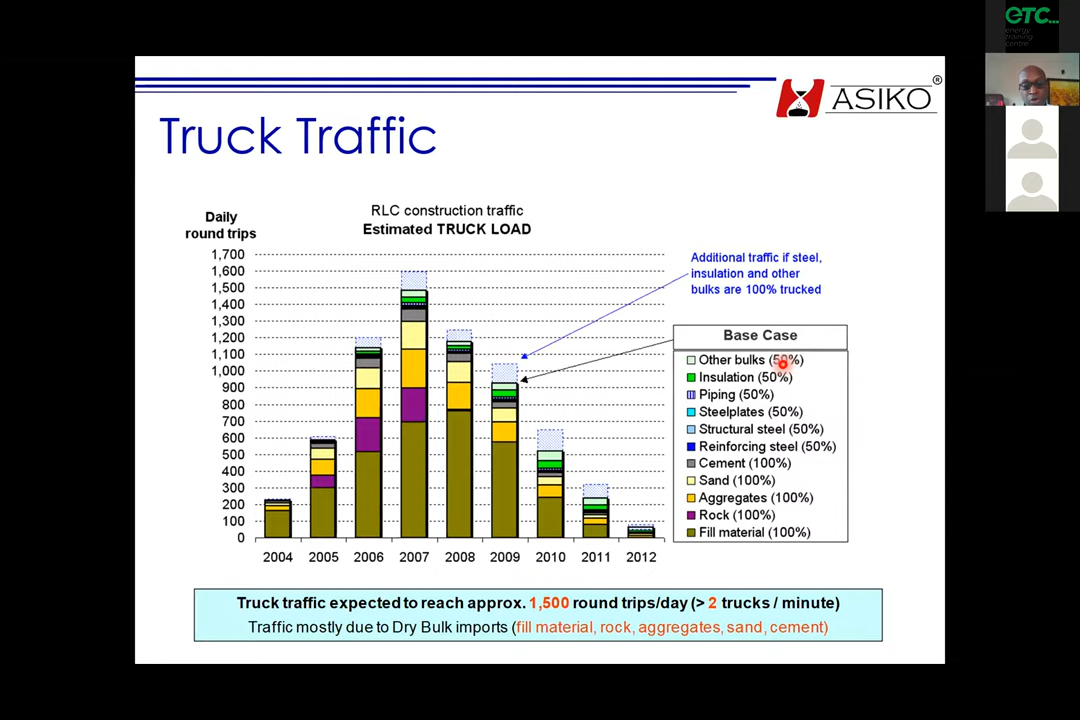 eTC...
energy
training
centre
ASIKO®
Truck Traffic
RLC construction traffic
Estimated TRUCK LOAD
Daily
round trips
1,700
1,600
1,500
1,400
1,300
1,200
1,100
1,000
900
800
700
600
500
400
300
200
100
0
2004 2005 2006 2007 2008 2009 2010 2011 2012
Additional traffic if steel,
insulation and other
bulks are 100% trucked
Base Case
Other bulks (50%)
Insulation (50%)
Piping (50%)
Steelplates (50%)
Structural steel (50%)
Reinforcing steel (50%)
Cement (100%)
Sand (100%)
Aggregates (100%)
Rock (100%)
Fill material (100%)
Truck traffic expected to reach approx. 1,500 round trips/day (> 2 trucks / minute)
Traffic mostly due to Dry Bulk imports (fill material, rock, aggregates, sand, cement)